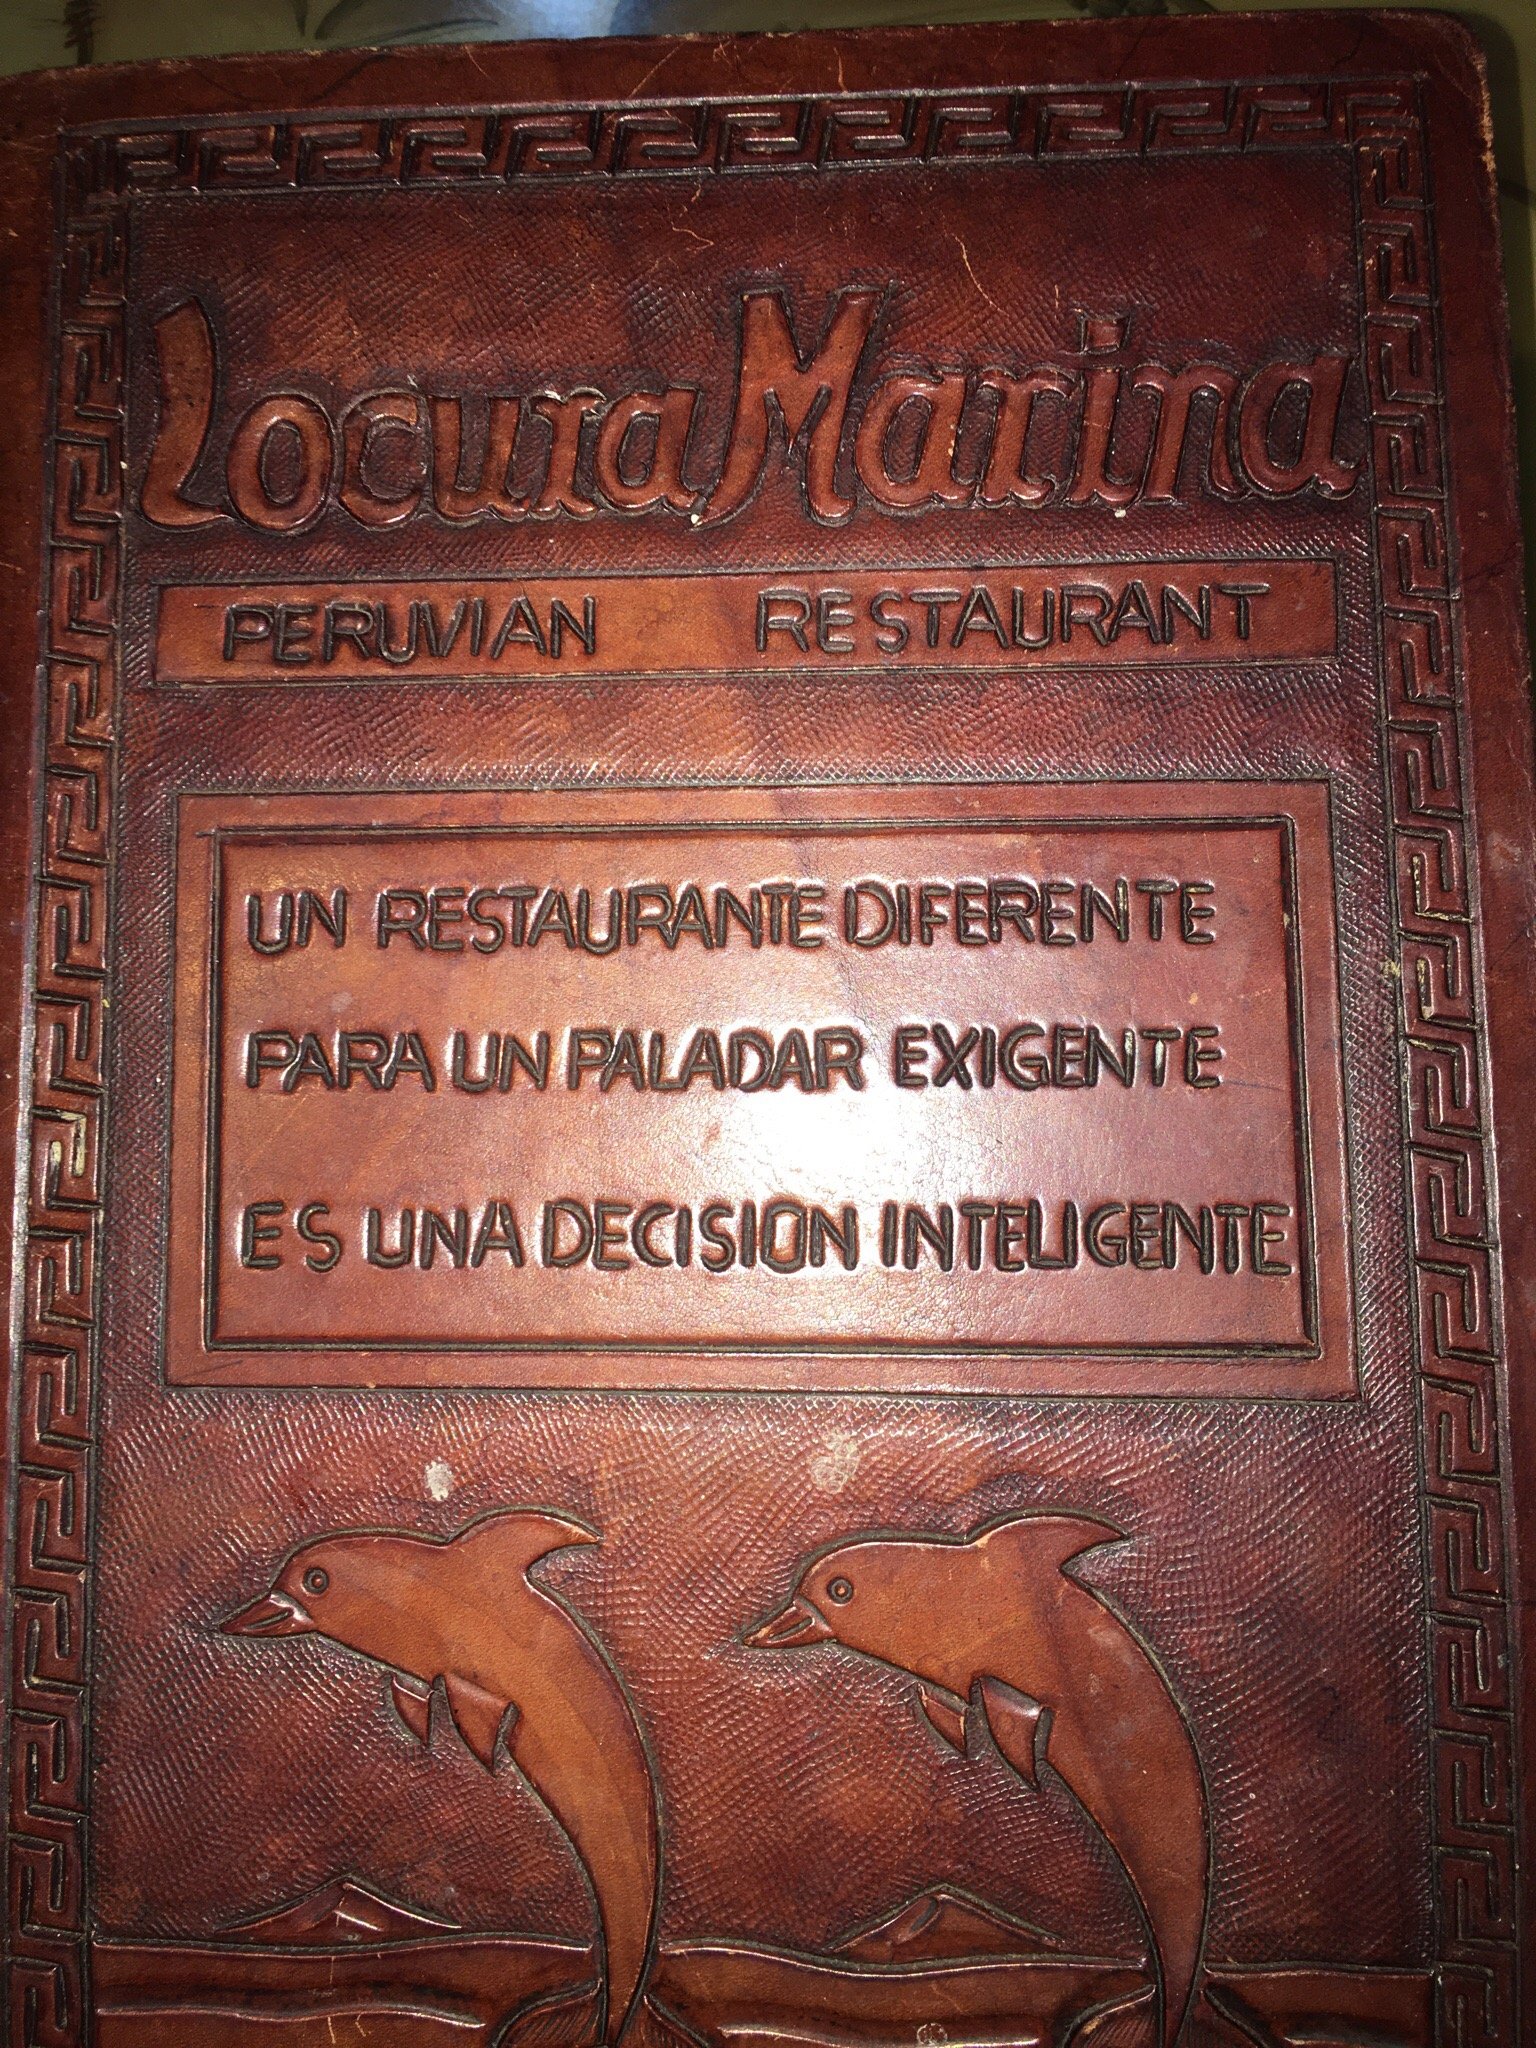 Locura Marina
PERUVIAN RESTAURANT
UN RESTAURANTE DIFERENTE
PARA UN PALADAR EXIGENTE
ES UNA DECISION INTELIGENTE